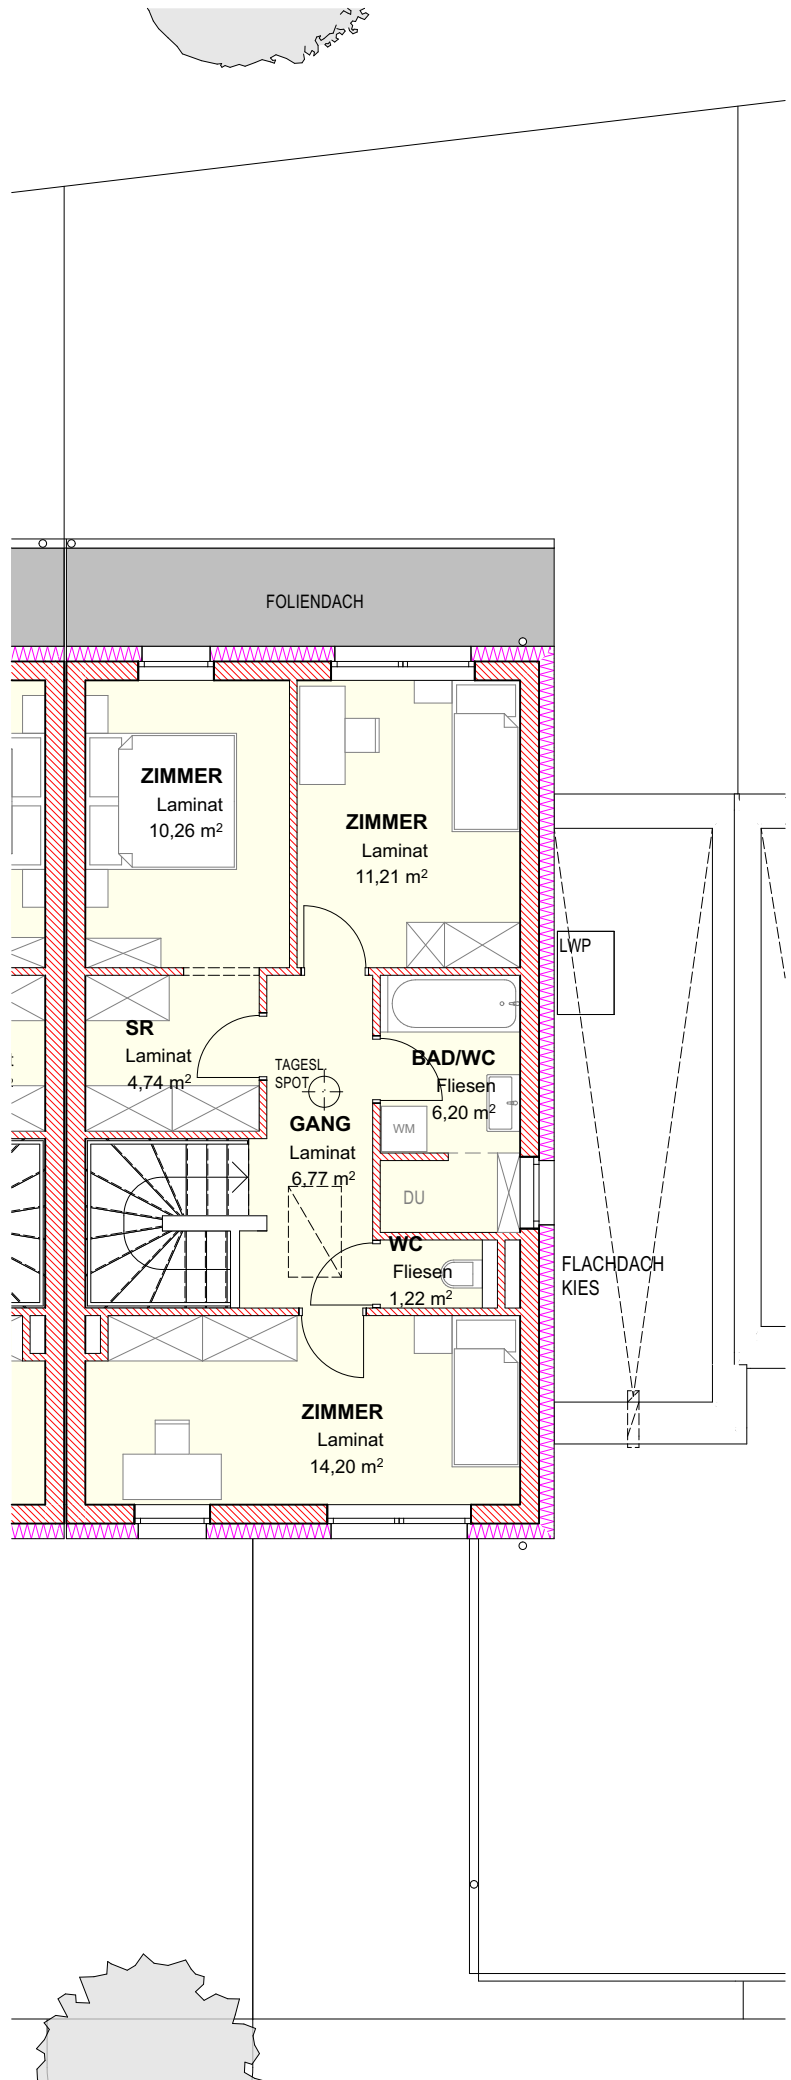 FOLIENDACH
ZIMMER
Laminat
10,26 m²
ZIMMER
Laminat
11,21 m²
LWP
SR
Laminat
4,74 m²
TAGESL.
SPOT
BAD/WC
Fliesen
6,20 m²
WM
GANG
Laminat
6,77 m²
DU
WC
Fliesen
1,22 m²
FLACHDACH
KIES
ZIMMER
Laminat
14,20 m²